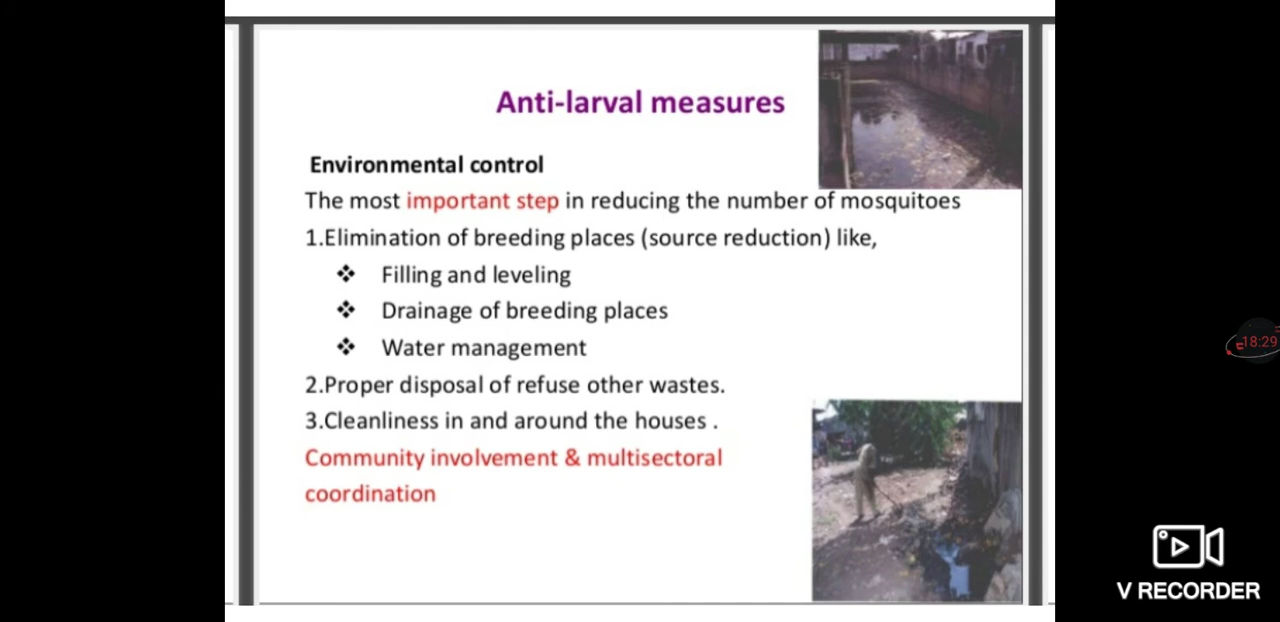 Anti-larval measures
Environmental control
The most important step in reducing the number of mosquitoes
1.Elimination of breeding places (source reduction) like,
❖ Filling and leveling
❖ Drainage of breeding places
❖ Water management
2.Proper disposal of refuse other wastes.
3.Cleanliness in and around the houses .
Community involvement & multisectoral
coordination
18:29
V RECORDER